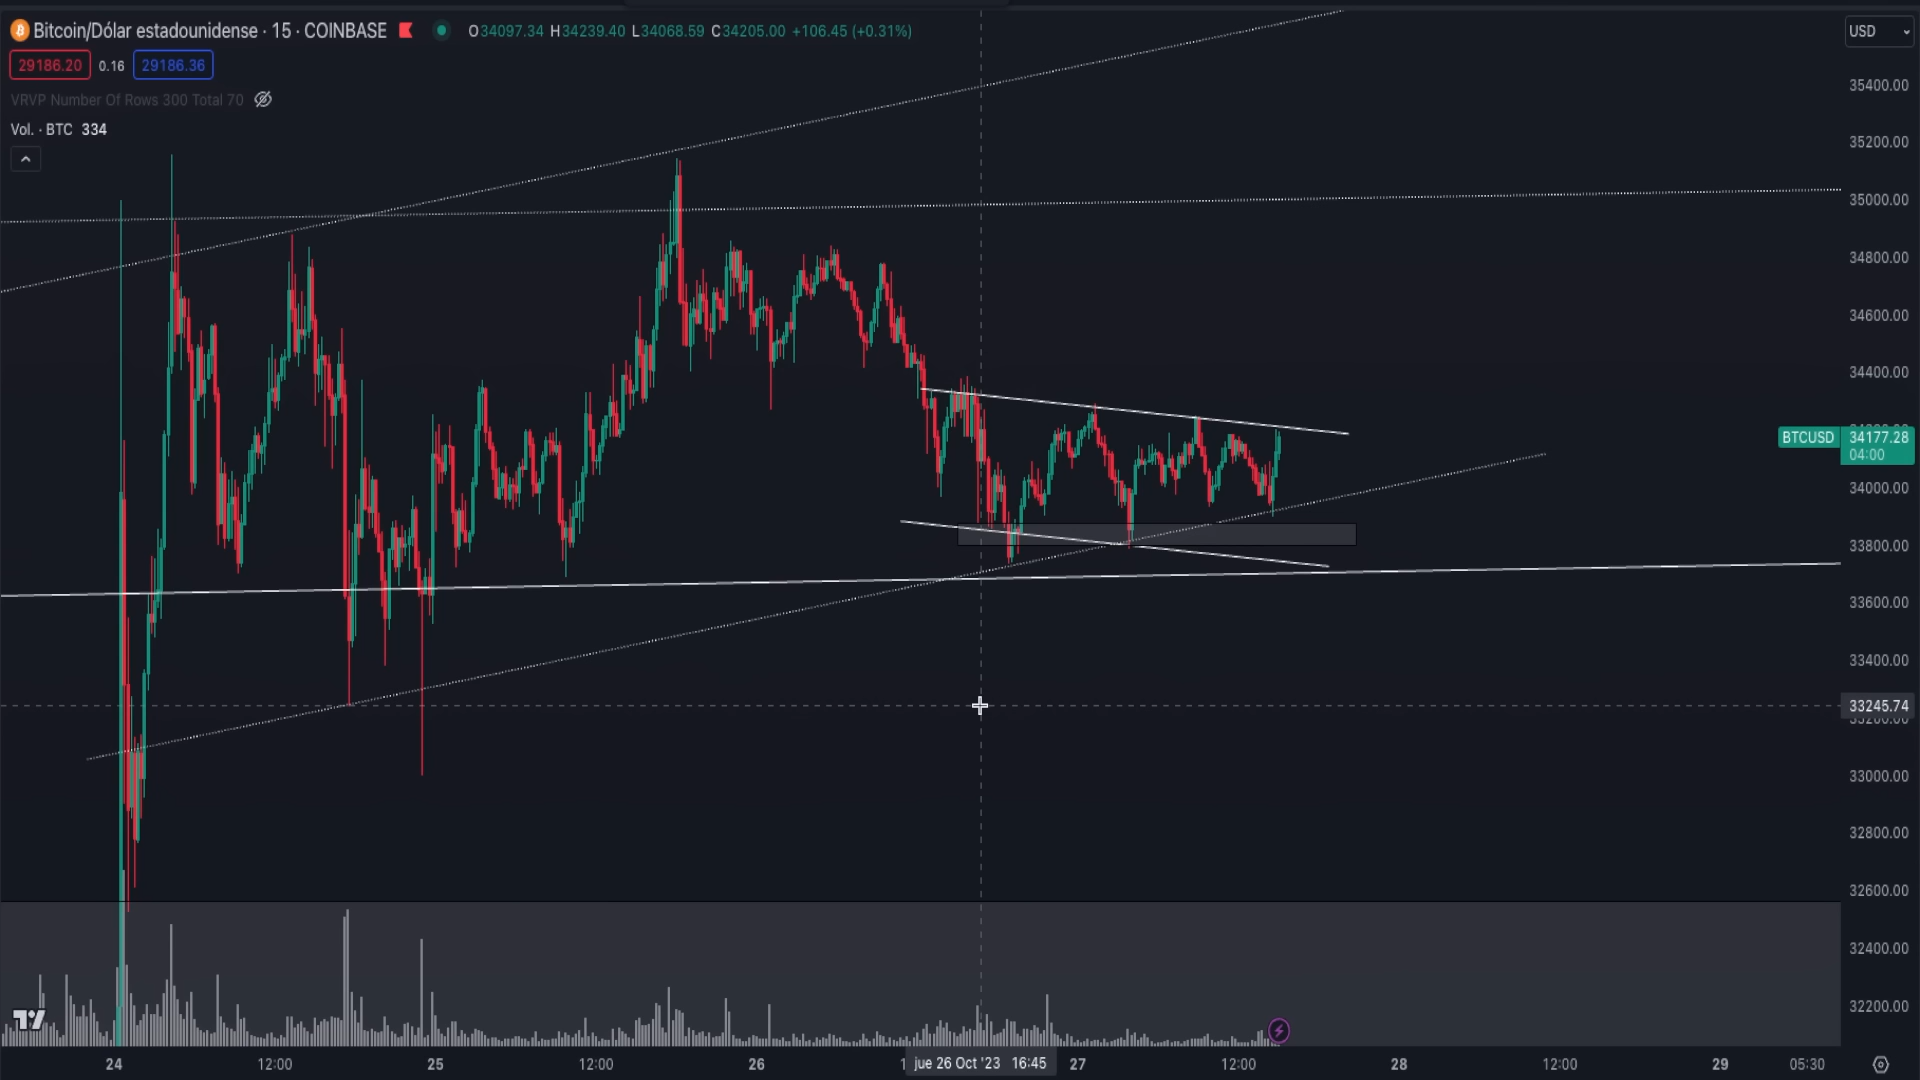 Bitcoin/Dólar estadounidense · 15 · COINBASE O34097.34 H34239.40 L34068.59 C34205.00 +106.45 (+0.31%)
USD
29186.20 0.16 29186.36
VRVP Number Of Rows 300 Total 70
Vol. · BTC 334
35400.00
35200.00
35000.00
34800.00
34600.00
34400.00
BTCUSD 34177.28
04:00
34000.00
33800.00
33600.00
33400.00
33245.74
33200.00
33000.00
32800.00
32600.00
32400.00
32200.00
24 12:00 25 12:00 26 1 jue 26 Oct '23 16:45 27 12:00 28 12:00 29 05:30